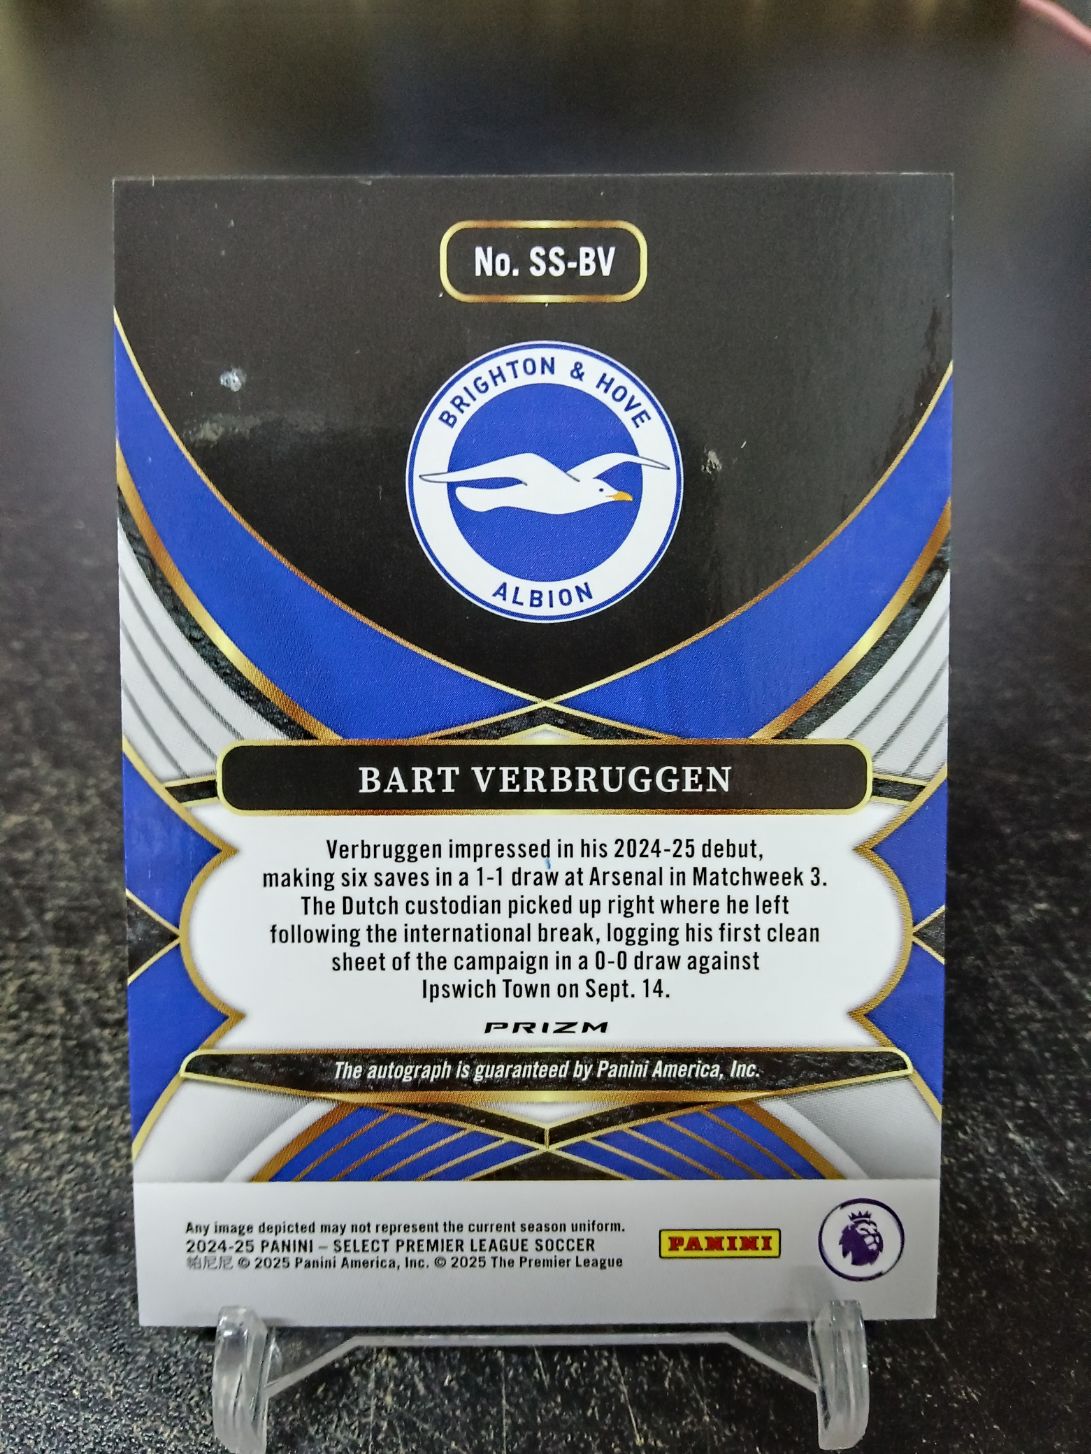 No. SS-BV
BRIGHTON & HOVE
ALBION
BART VERBRUGGEN
Verbruggen impressed in his 2024-25 debut,
making six saves in a 1-1 draw at Arsenal in Matchweek 3.
The Dutch custodian picked up right where he left
following the international break, logging his first clean
sheet of the campaign in a 0-0 draw against
Ipswich Town on Sept. 14.
PRIZM
The autograph is guaranteed by Panini America, Inc.
Any image depicted may not represent the current season uniform.
2024-25 PANINI – SELECT PREMIER LEAGUE SOCCER
帕尼尼 © 2025 Panini America, Inc. © 2025 The Premier League
PANINI